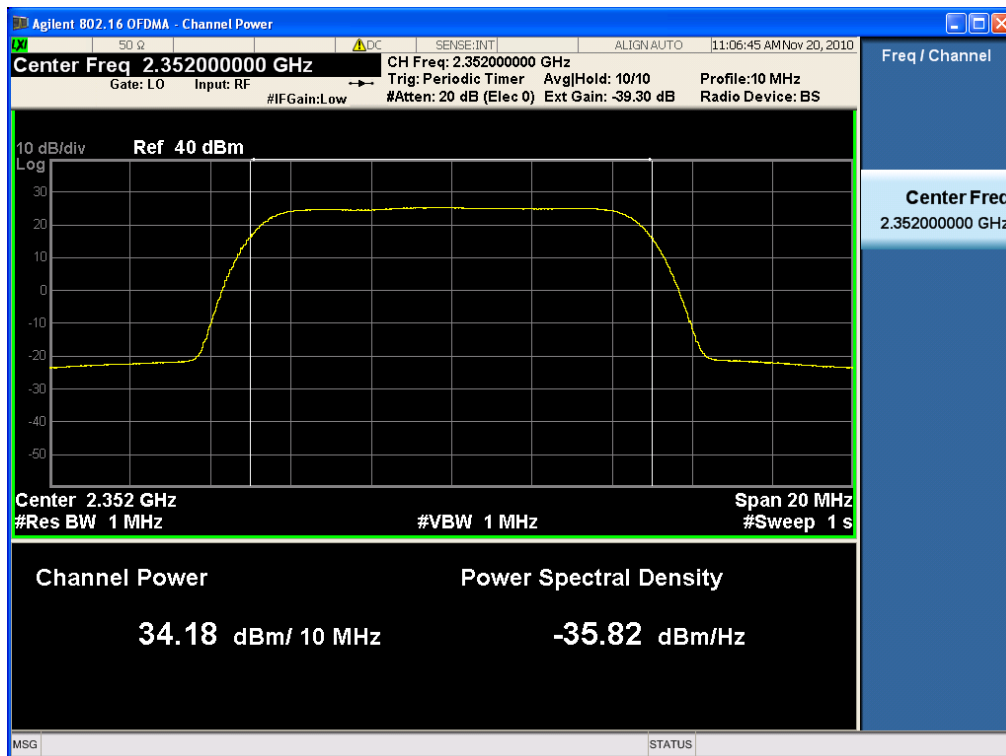 Agilent 802.16 OFDMA - Channel Power
LXI 50 Ω DC SENSE:INT ALIGN AUTO 11:06:45 AM Nov 20, 2010
Center Freq 2.352000000 GHz
Gate: LO Input: RF
#IFGain:Low
CH Freq: 2.352000000 GHz
Trig: Periodic Timer Avg|Hold: 10/10 Profile:10 MHz
#Atten: 20 dB (Elec 0) Ext Gain: -39.30 dB Radio Device: BS
Freq / Channel
Center Freq
2.352000000 GHz
10 dB/div Ref 40 dBm
Log
30
20
10
0
-10
-20
-30
-40
-50
Center 2.352 GHz Span 20 MHz
#Res BW 1 MHz #VBW 1 MHz #Sweep 1 s
Channel Power Power Spectral Density
34.18 dBm/ 10 MHz -35.82 dBm/Hz
MSG STATUS